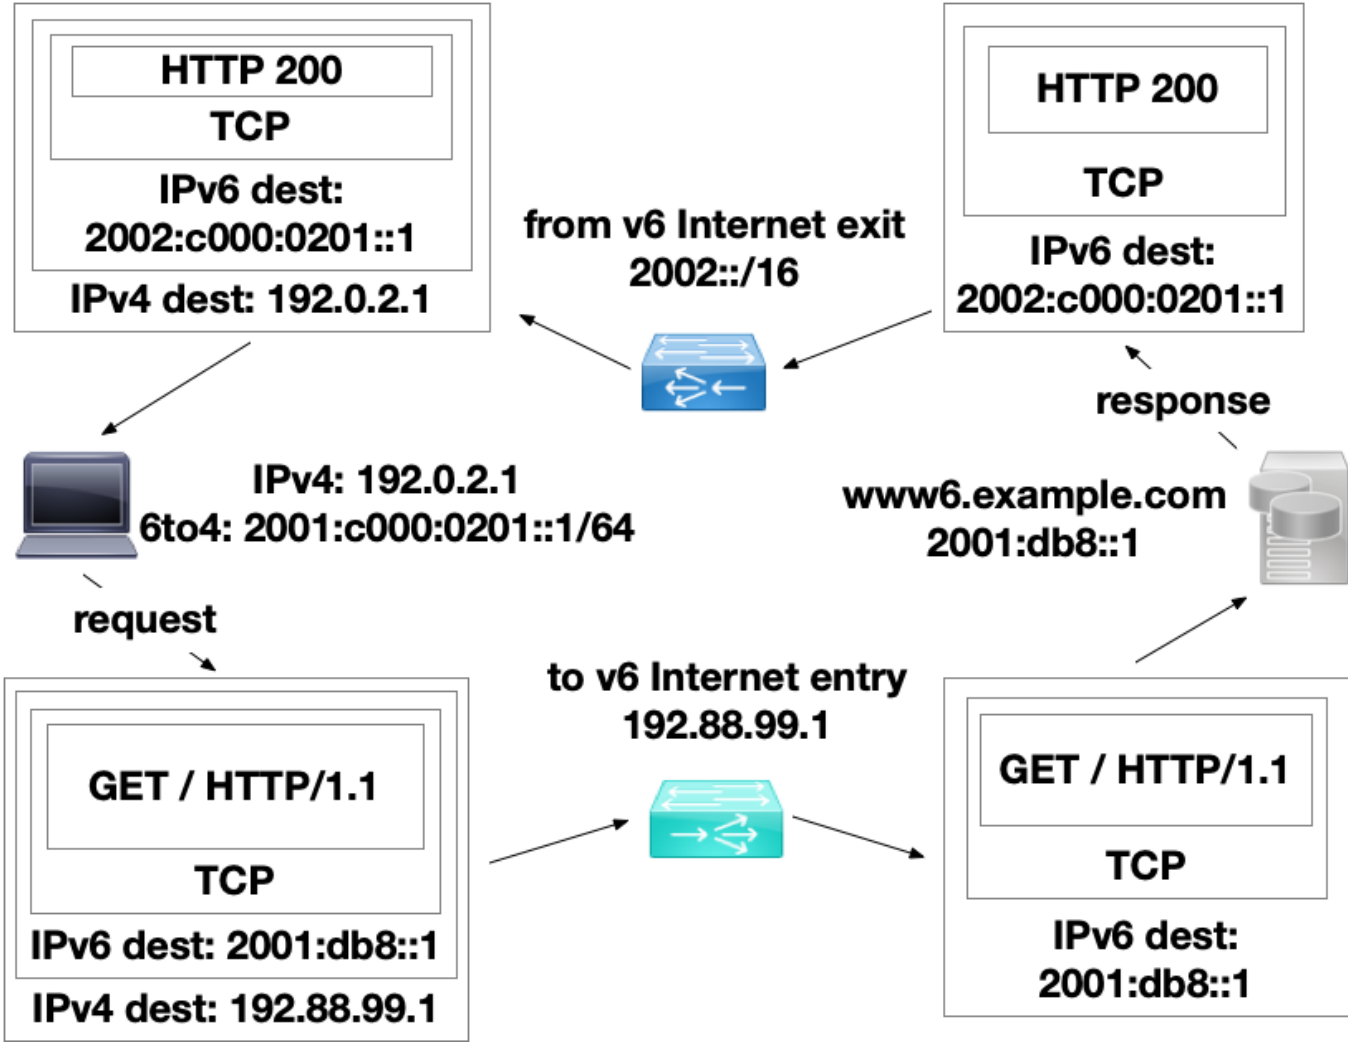 HTTP 200
TCP
IPv6 dest:
2002:c000:0201::1
IPv4 dest: 192.0.2.1
from v6 Internet exit
2002::/16
HTTP 200
TCP
IPv6 dest:
2002:c000:0201::1
response
IPv4: 192.0.2.1
6to4: 2001:c000:0201::1/64
www6.example.com
2001:db8::1
request
to v6 Internet entry
192.88.99.1
GET / HTTP/1.1
TCP
IPv6 dest: 2001:db8::1
IPv4 dest: 192.88.99.1
GET / HTTP/1.1
TCP
IPv6 dest:
2001:db8::1